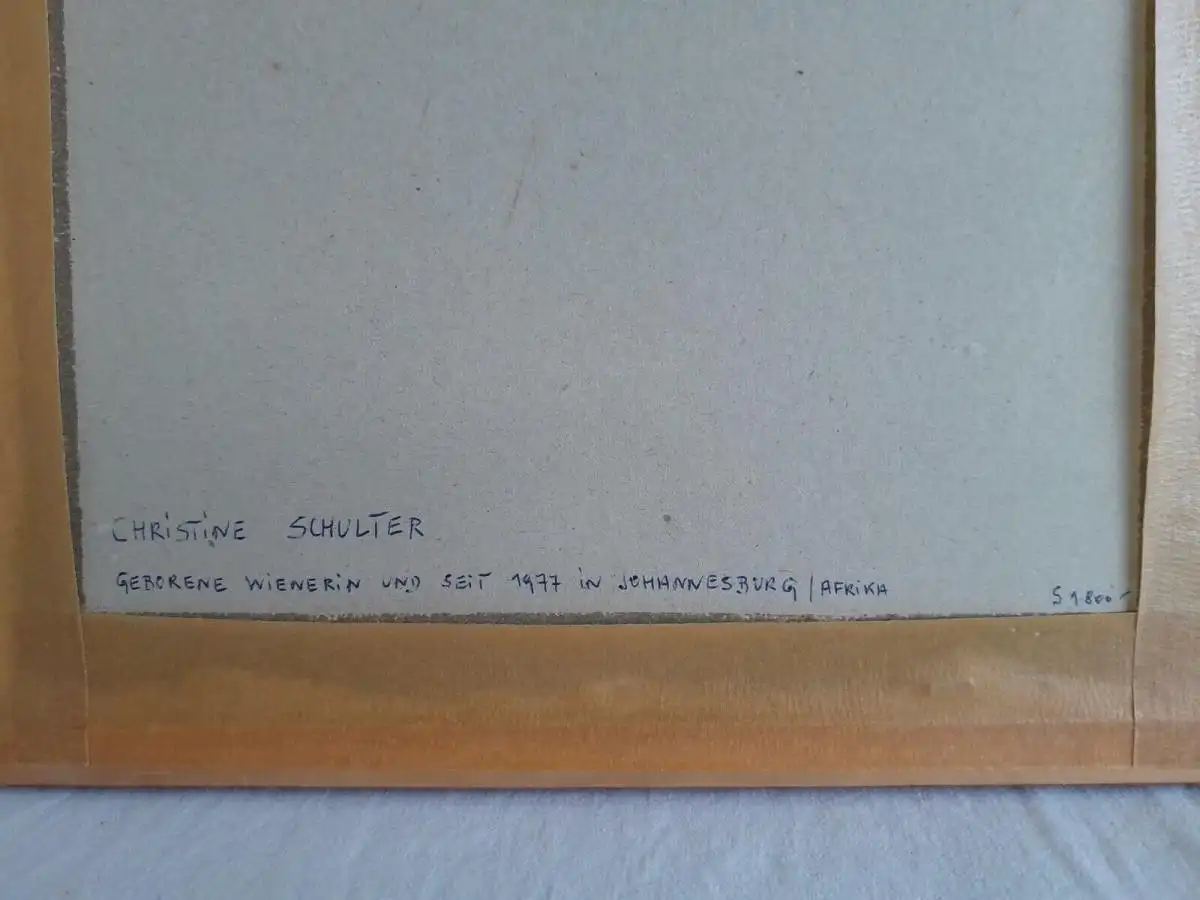 CHRISTINE SCHULTER
GEBORENE WIENERIN UND SEIT 1977 IN JOHANNESBURG/AFRIKA
S 1800.-